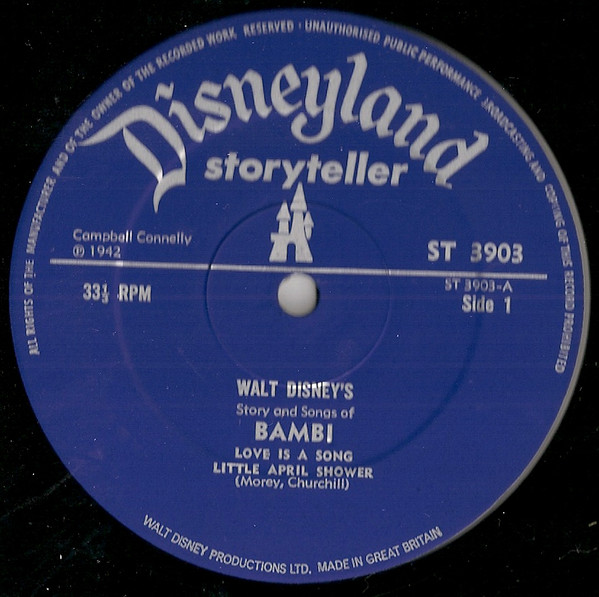 ALL RIGHTS OF THE MANUFACTURER AND OF THE OWNER OF THE RECORDED WORK RESERVED · UNAUTHORISED PUBLIC PERFORMANCE BROADCASTING AND COPYING OF THIS RECORD PROHIBITED
Disneyland
storyteller
Campbell Connelly
℗ 1942
ST 3903
33⅓ RPM
ST 3903-A
Side 1
WALT DISNEY'S
Story and Songs of
BAMBI
LOVE IS A SONG
LITTLE APRIL SHOWER
(Morey, Churchill)
WALT DISNEY PRODUCTIONS LTD. MADE IN GREAT BRITAIN